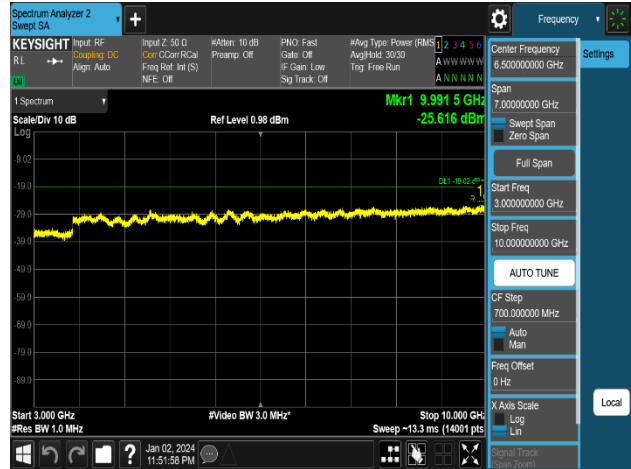 Spectrum Analyzer 2
Swept SA
+
Frequency
KEYSIGHT
RL
LW
Input: RF
Coupling: DC
Align: Auto
Input Z: 50 Ω
Corr CCorr RCal
Freq Ref: Int (S)
NFE: Off
#Atten: 10 dB
Preamp: Off
PNO: Fast
Gate: Off
IF Gain: Low
Sig Track: Off
#Avg Type: Power (RMS
Avg|Hold: 30/30
Trig: Free Run
1 2 3 4 5 6
A W W W W W
A N N N N N
1 Spectrum
Scale/Div 10 dB
Ref Level 0.98 dBm
Mkr1 9.991 5 GHz
-25.616 dBm
Log
-9.02
-19.0
-29.0
-39.0
-49.0
-59.0
-69.0
-79.0
-89.0
DL1 -19.02 dB
1
R
Start 3.000 GHz
#Res BW 1.0 MHz
#Video BW 3.0 MHz*
Stop 10.000 GHz
Sweep ~13.3 ms (14001 pts
Jan 02, 2024
11:51:58 PM
?
Center Frequency
6.500000000 GHz
Span
7.00000000 GHz
Swept Span
Zero Span
Full Span
Start Freq
3.000000000 GHz
Stop Freq
10.000000000 GHz
AUTO TUNE
CF Step
700.000000 MHz
Auto
Man
Freq Offset
0 Hz
X Axis Scale
Log
Lin
Signal Track
(Span Zoom)
Settings
Local